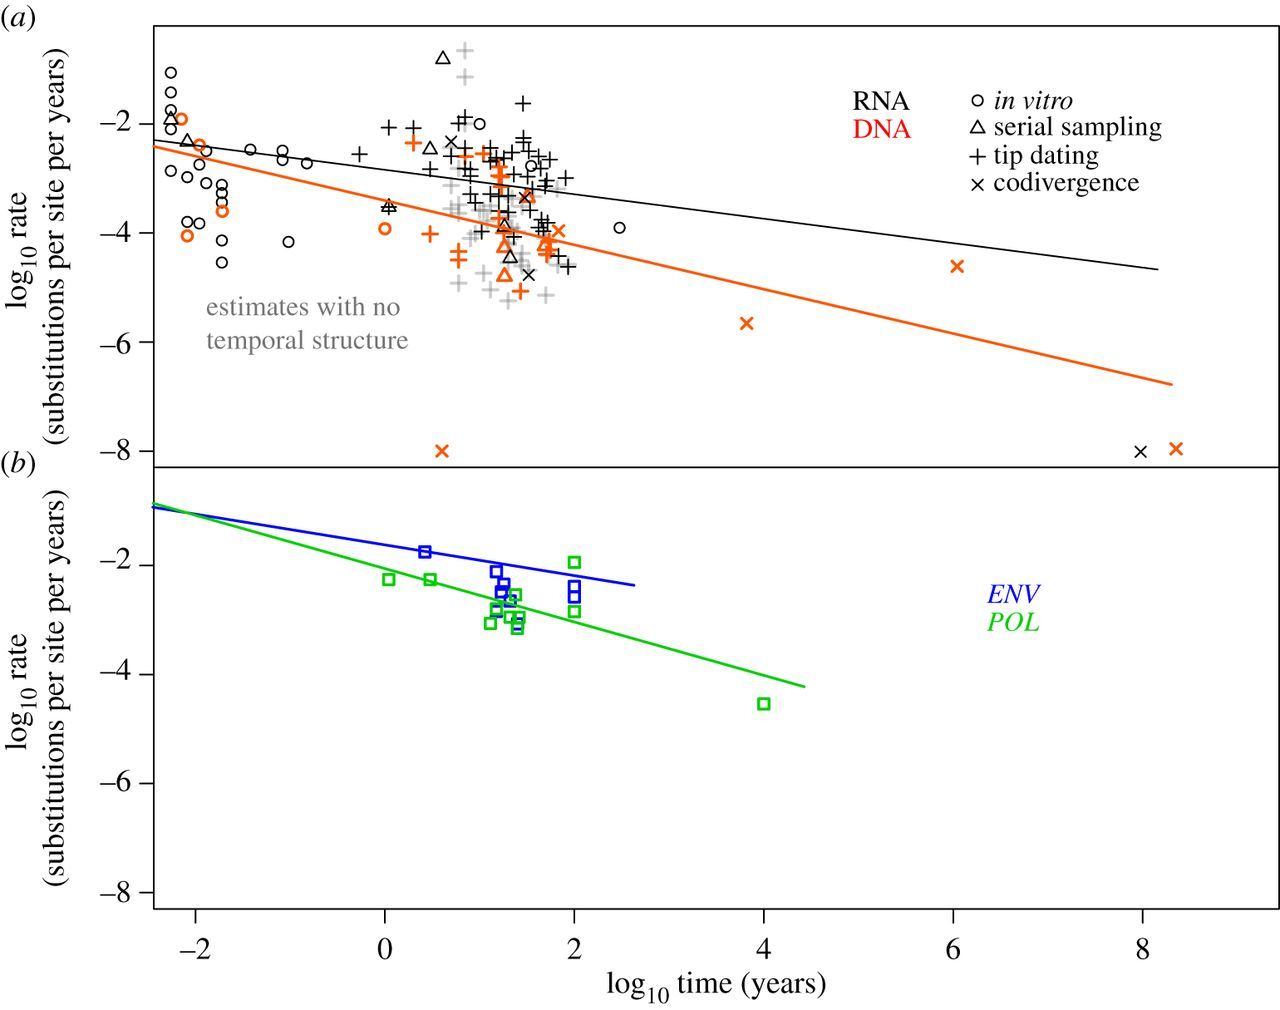 (a)
log10 rate
(substitutions per site per years)
−2
−4
−6
−8
RNA
DNA
in vitro
serial sampling
tip dating
codivergence
estimates with no
temporal structure
(b)
log10 rate
(substitutions per site per years)
−2
−4
−6
−8
ENV
POL
−2 0 2 4 6 8
log10 time (years)